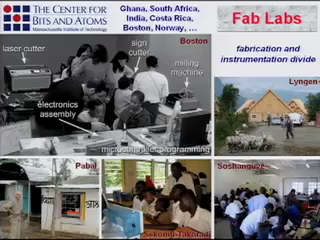 THE CENTER FOR
BITS AND ATOMS
Massachusetts Institute of Technology
Ghana, South Africa,
India, Costa Rica,
Boston, Norway, ...
Fab Labs
fabrication and
instrumentation divide
Boston
laser cutter
sign
cutter
milling
machine
electronics
assembly
microcontroller programming
Lyngen
Pabal
Sekondi-Takoradi
Soshanguve